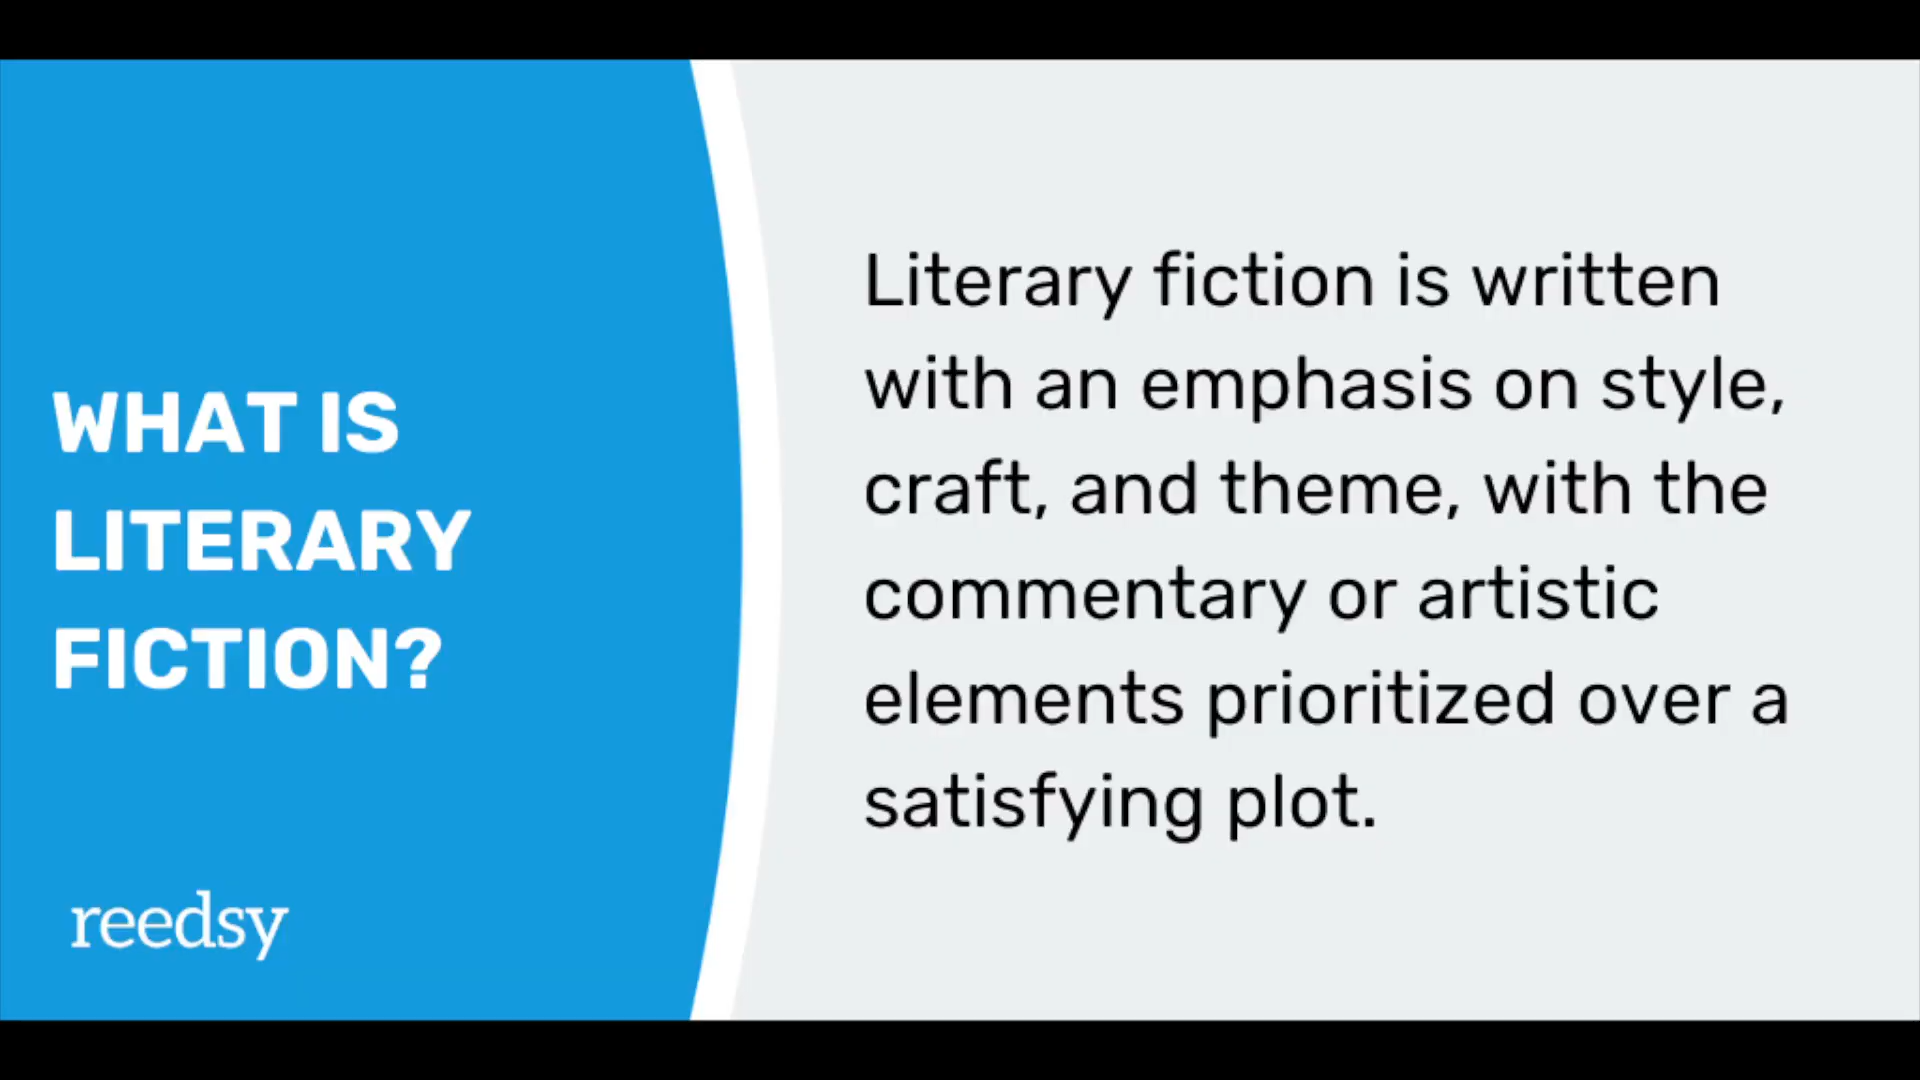 WHAT IS
LITERARY
FICTION?
reedsy
Literary fiction is written
with an emphasis on style,
craft, and theme, with the
commentary or artistic
elements prioritized over a
satisfying plot.